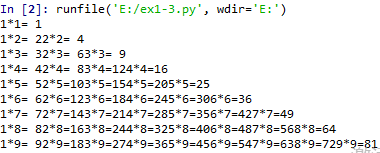 In [2]: runfile('E:/ex1-3.py', wdir='E:')
1*1= 1
1*2= 22*2= 4
1*3= 32*3= 63*3= 9
1*4= 42*4= 83*4=124*4=16
1*5= 52*5=103*5=154*5=205*5=25
1*6= 62*6=123*6=184*6=245*6=306*6=36
1*7= 72*7=143*7=214*7=285*7=356*7=427*7=49
1*8= 82*8=163*8=244*8=325*8=406*8=487*8=568*8=64
1*9= 92*9=183*9=274*9=365*9=456*9=547*9=638*9=729*9=81